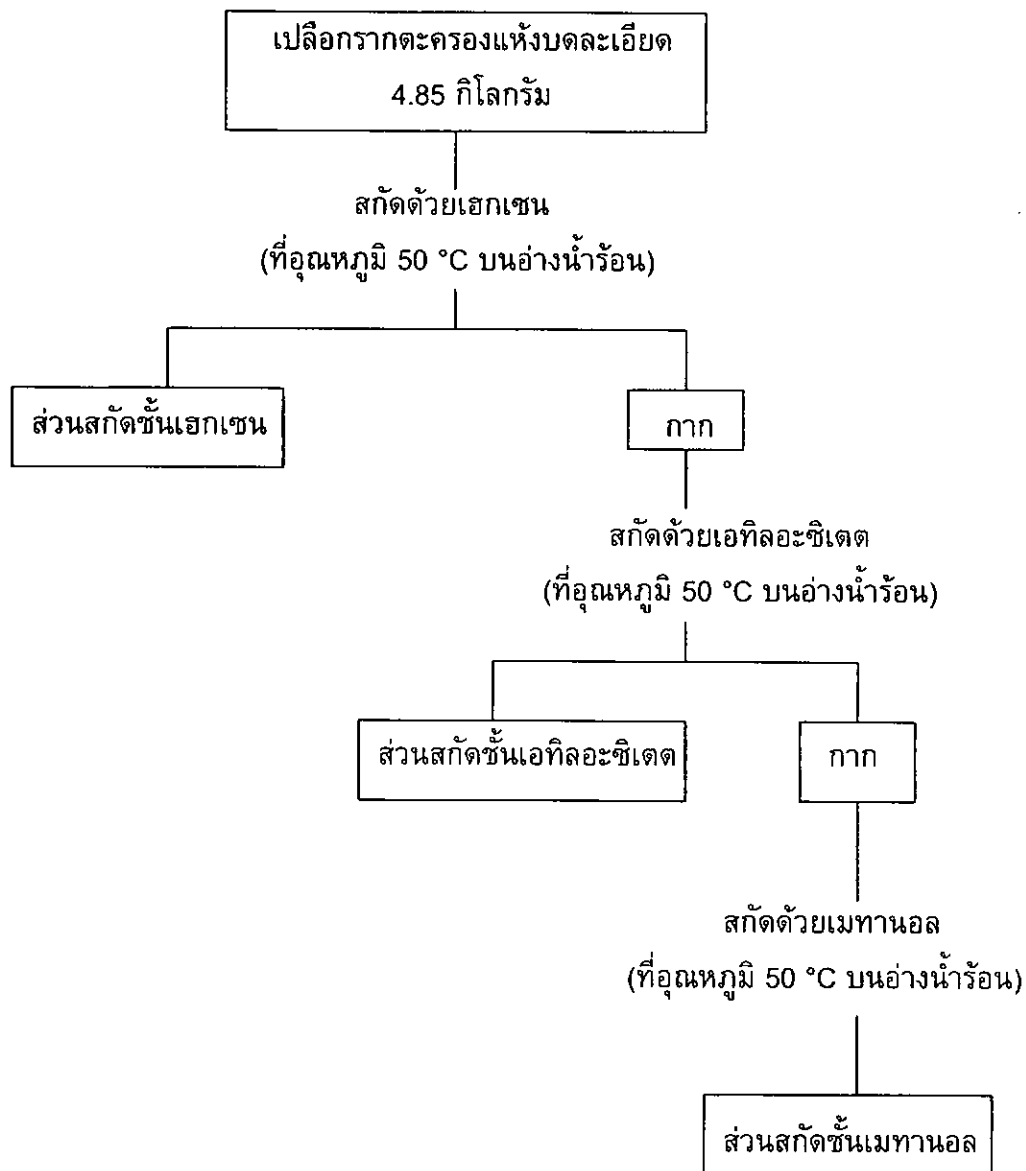 เปลือกรากตะครองแห้งบดละเอียด
4.85 กิโลกรัม
สกัดด้วยเฮกเซน
(ที่อุณหภูมิ 50 °C บนอ่างน้ำร้อน)
ส่วนสกัดชั้นเฮกเซน
กาก
สกัดด้วยเอทิลอะซิเตต
(ที่อุณหภูมิ 50 °C บนอ่างน้ำร้อน)
ส่วนสกัดชั้นเอทิลอะซิเตต
กาก
สกัดด้วยเมทานอล
(ที่อุณหภูมิ 50 °C บนอ่างน้ำร้อน)
ส่วนสกัดชั้นเมทานอล